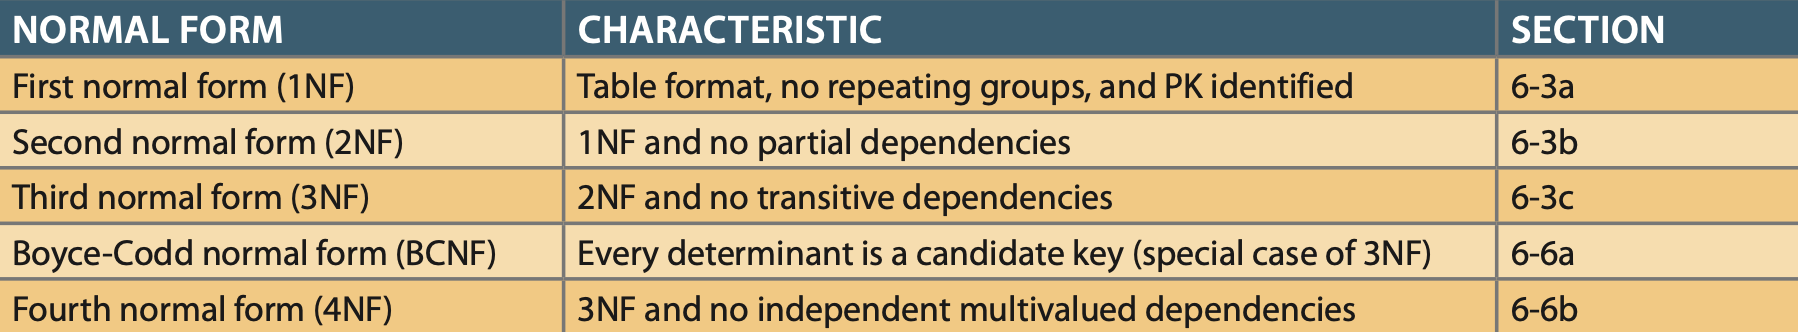 NORMAL FORM CHARACTERISTIC SECTION
First normal form (1NF) Table format, no repeating groups, and PK identified 6-3a
Second normal form (2NF) 1NF and no partial dependencies 6-3b
Third normal form (3NF) 2NF and no transitive dependencies 6-3c
Boyce-Codd normal form (BCNF) Every determinant is a candidate key (special case of 3NF) 6-6a
Fourth normal form (4NF) 3NF and no independent multivalued dependencies 6-6b